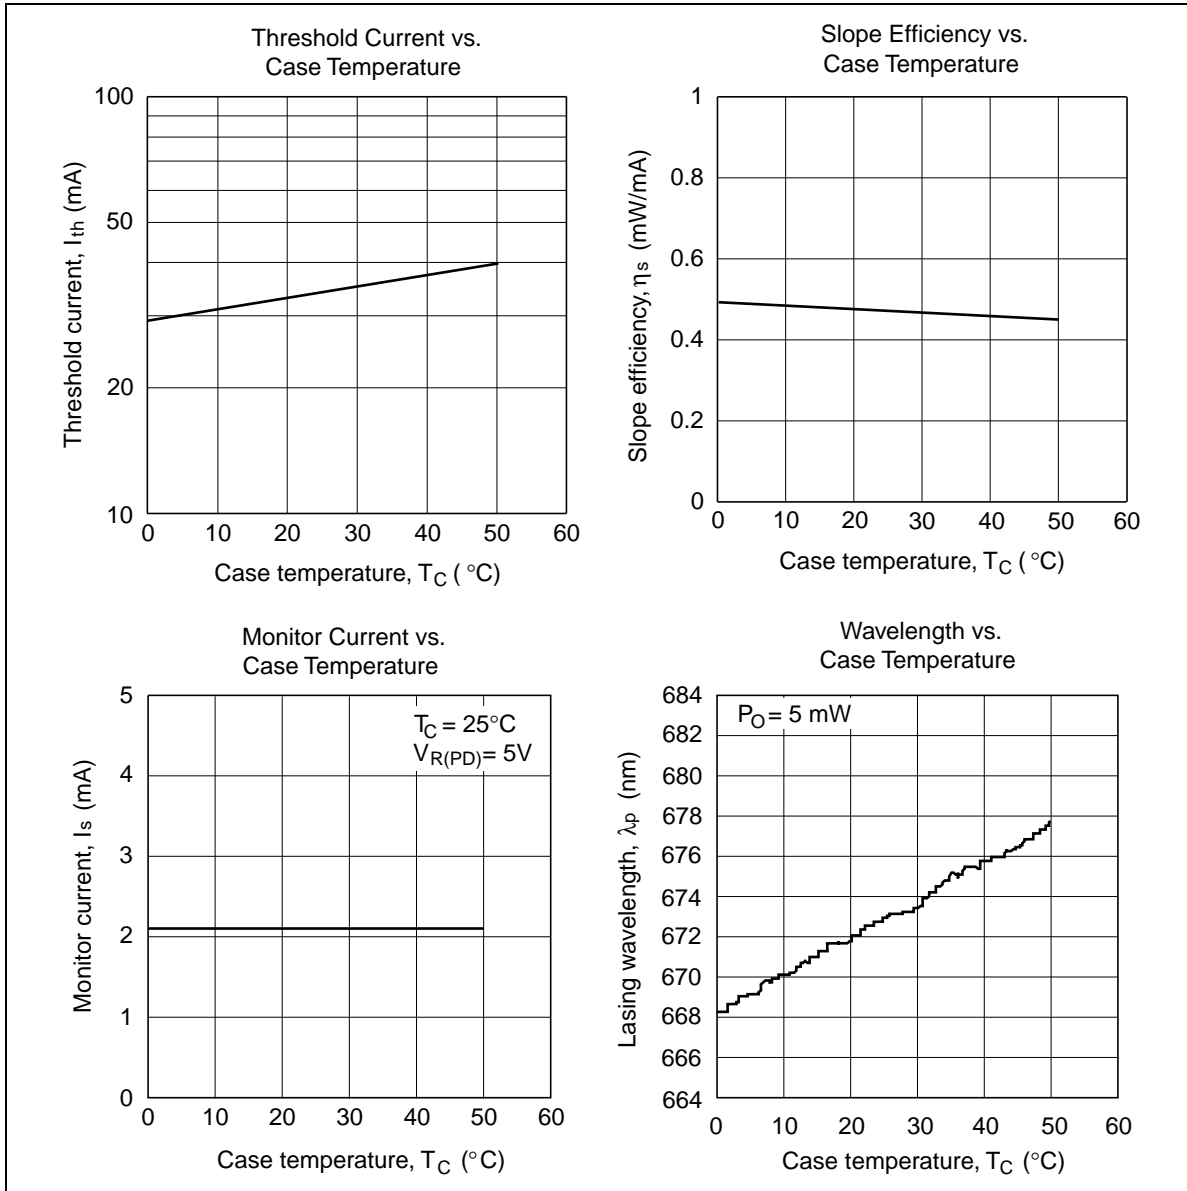 Threshold Current vs.
Case Temperature
100
50
20
10
0 10 20 30 40 50 60
Threshold current, Ith (mA)
Case temperature, TC ( °C)
Slope Efficiency vs.
Case Temperature
1
0.8
0.6
0.4
0.2
0
0 10 20 30 40 50 60
Slope efficiency, ηs (mW/mA)
Case temperature, TC ( °C)
Monitor Current vs.
Case Temperature
TC = 25°C
VR(PD)= 5V
5
4
3
2
1
0
0 10 20 30 40 50 60
Monitor current, Is (mA)
Case temperature, TC (°C)
Wavelength vs.
Case Temperature
PO = 5 mW
684
682
680
678
676
674
672
670
668
666
664
0 10 20 30 40 50 60
Lasing wavelength, λp (nm)
Case temperature, TC (°C)